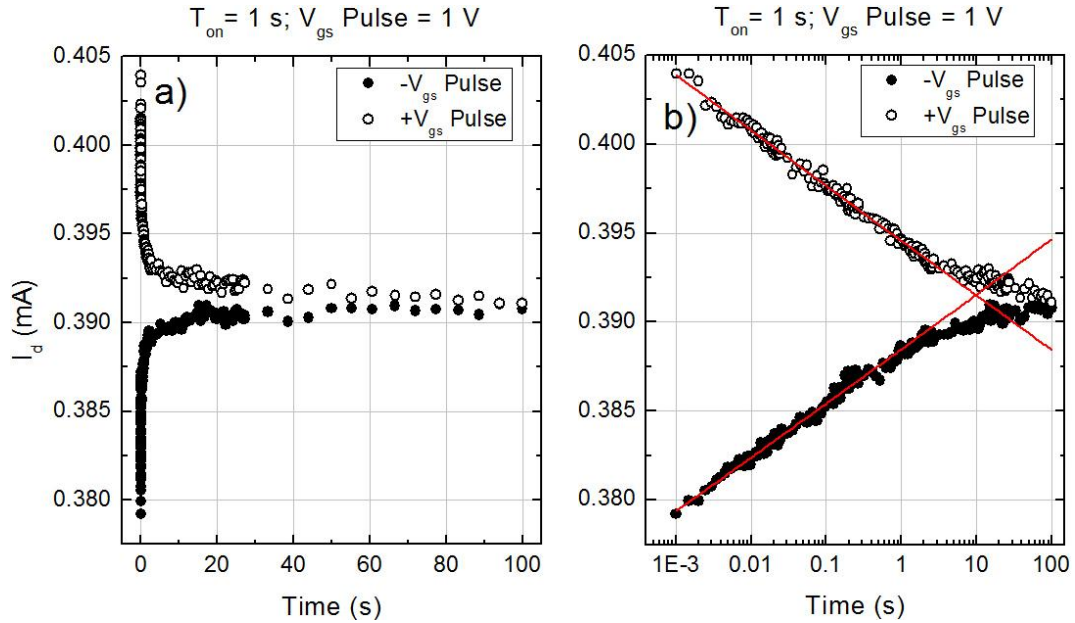 T_on= 1 s; V_gs Pulse = 1 V
a)
-V_gs Pulse
+V_gs Pulse
0.405
0.400
0.395
0.390
0.385
0.380
I_d (mA)
0 20 40 60 80 100
Time (s)
T_on= 1 s; V_gs Pulse = 1 V
b)
-V_gs Pulse
+V_gs Pulse
0.405
0.400
0.395
0.390
0.385
0.380
1E-3 0.01 0.1 1 10 100
Time (s)